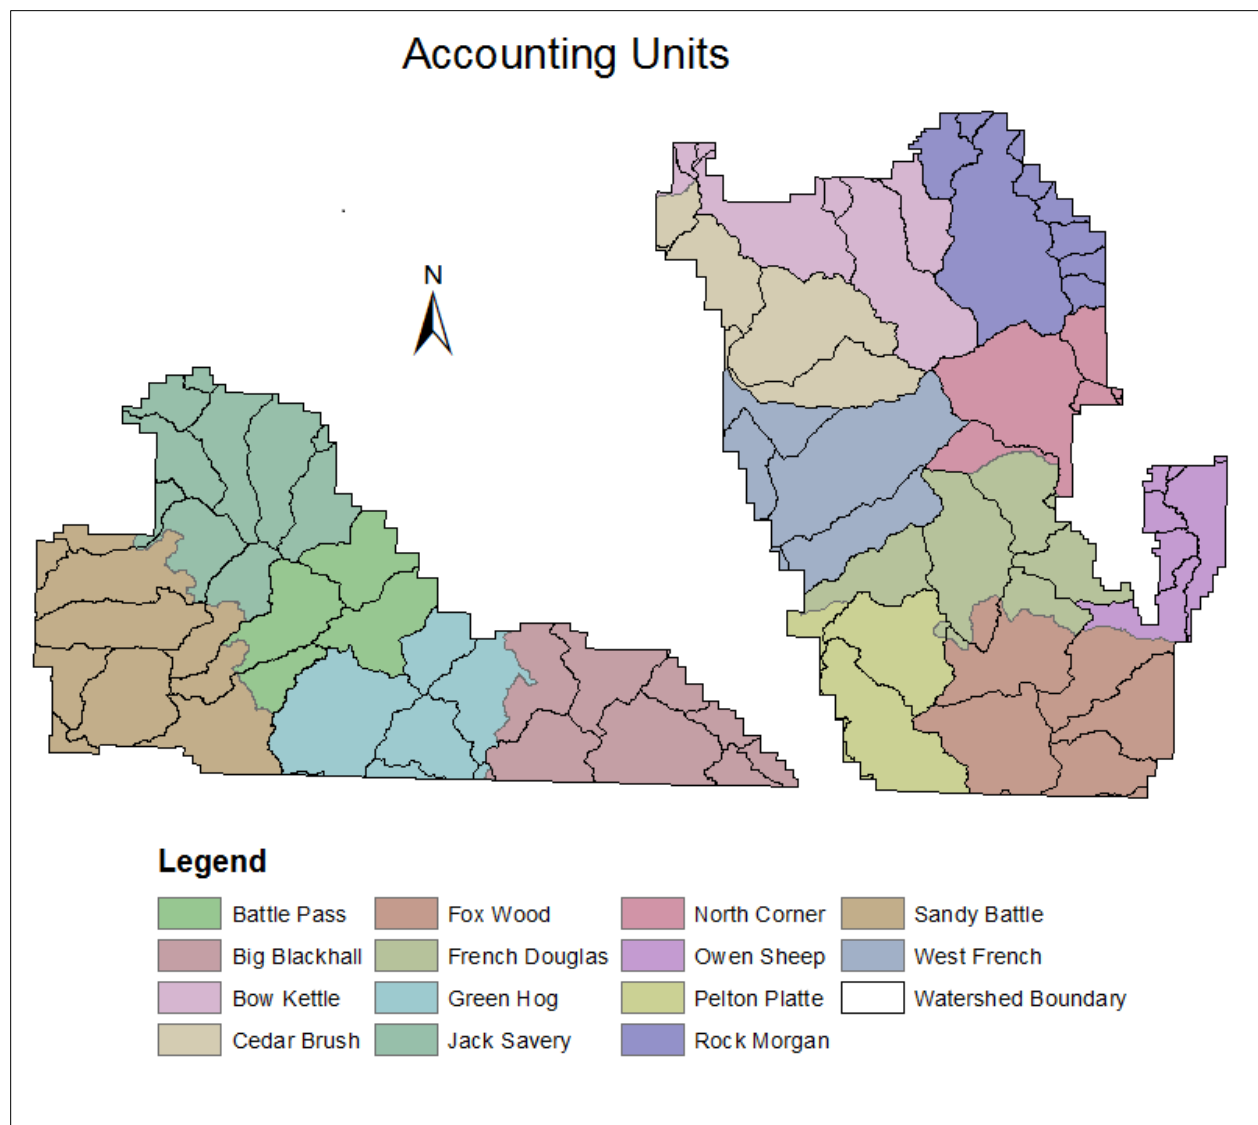 Accounting Units
N
Legend
Battle Pass Fox Wood North Corner Sandy Battle
Big Blackhall French Douglas Owen Sheep West French
Bow Kettle Green Hog Pelton Platte Watershed Boundary
Cedar Brush Jack Savery Rock Morgan